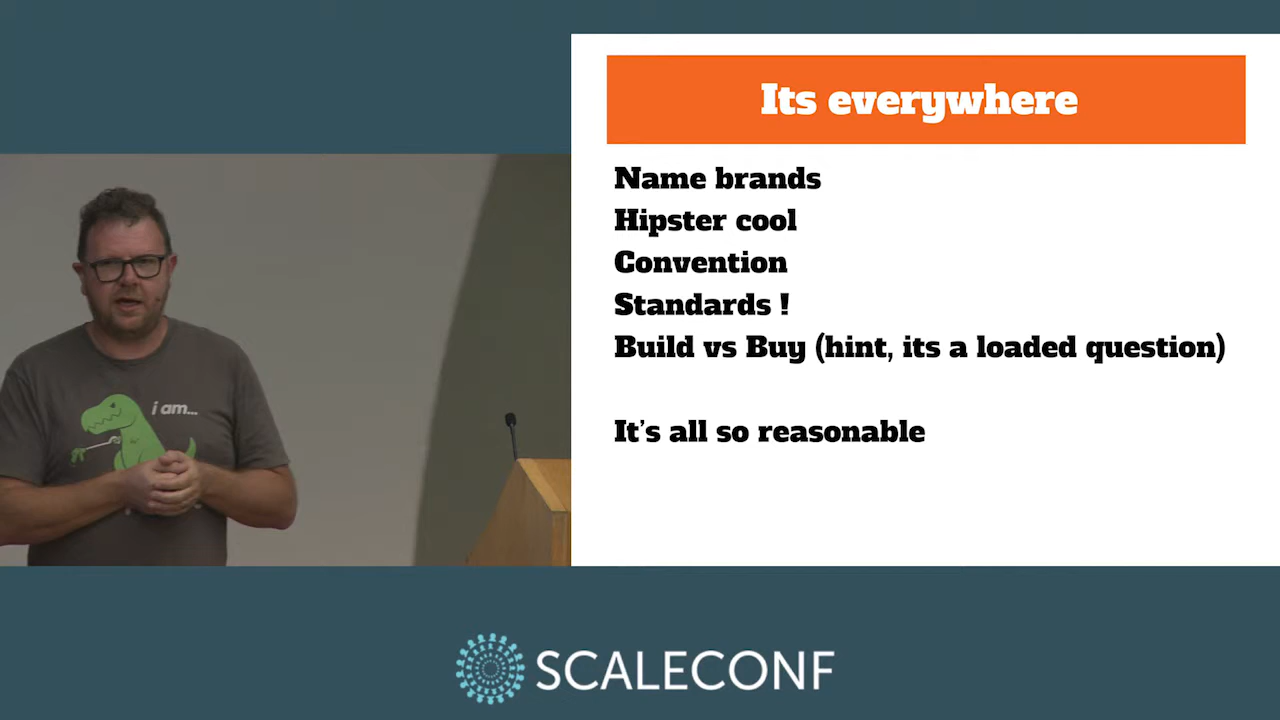 Its everywhere
Name brands
Hipster cool
Convention
Standards !
Build vs Buy (hint, its a loaded question)
It's all so reasonable
i am...
SCALECONF